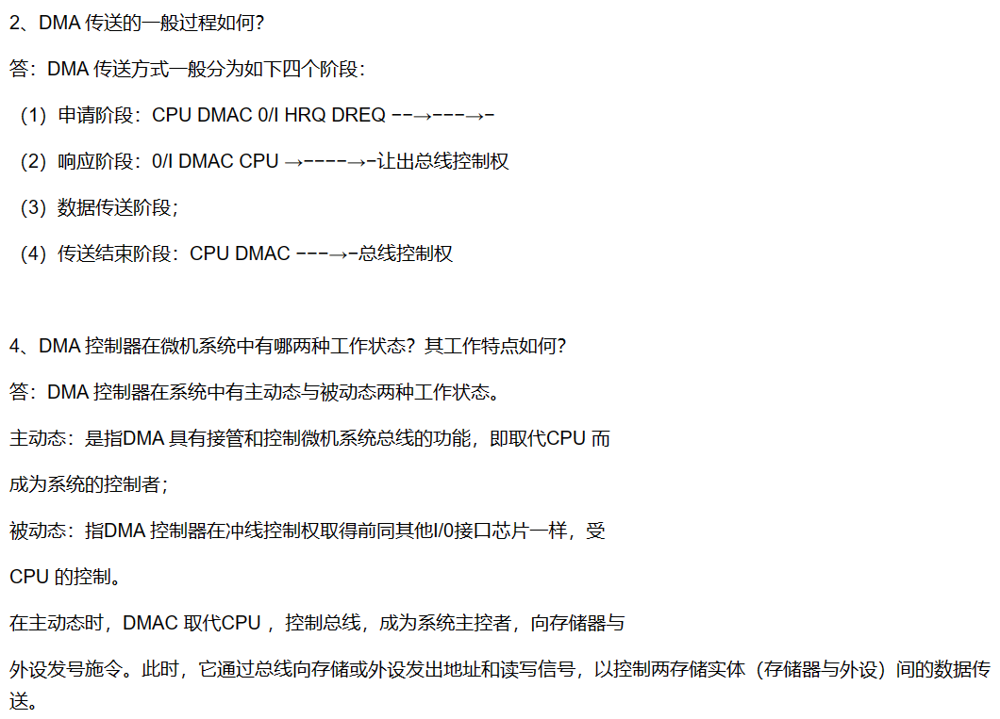 2、DMA 传送的一般过程如何？
答：DMA 传送方式一般分为如下四个阶段：
（1）申请阶段：CPU DMAC 0/I HRQ DREQ −−→−−−→−
（2）响应阶段：0/I DMAC CPU →−−−−→−让出总线控制权
（3）数据传送阶段；
（4）传送结束阶段：CPU DMAC −−−→−总线控制权
4、DMA 控制器在微机系统中有哪两种工作状态？其工作特点如何？
答：DMA 控制器在系统中有主动态与被动态两种工作状态。
主动态：是指DMA 具有接管和控制微机系统总线的功能，即取代CPU 而
成为系统的控制者；
被动态：指DMA 控制器在冲线控制权取得前同其他I/0接口芯片一样，受
CPU 的控制。
在主动态时，DMAC 取代CPU ，控制总线，成为系统主控者，向存储器与
外设发号施令。此时，它通过总线向存储或外设发出地址和读写信号，以控制两存储实体（存储器与外设）间的数据传
送。